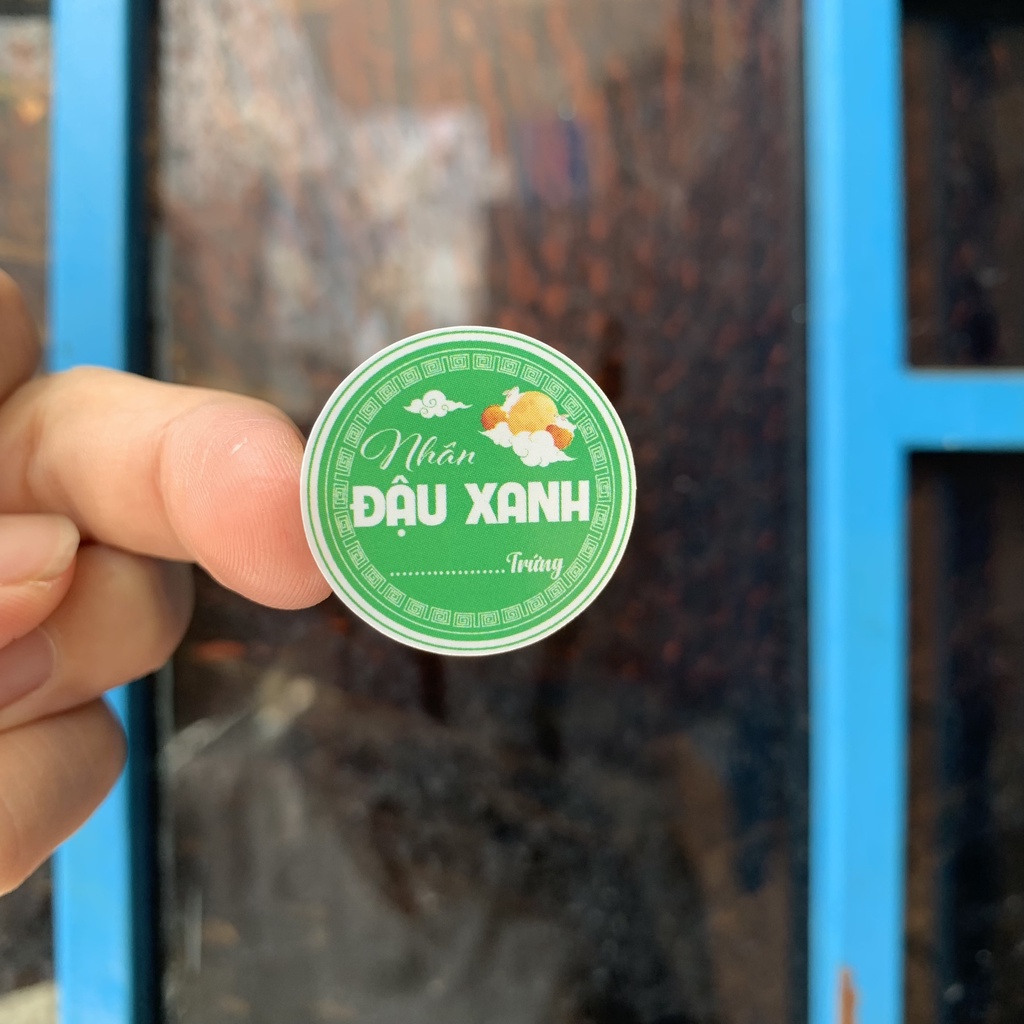 Nhân
ĐẬU XANH
................Trứng